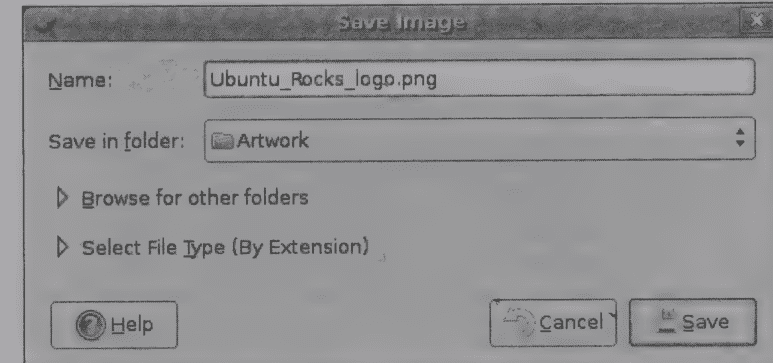 Save Image
Name: Ubuntu_Rocks_logo.png
Save in folder: Artwork
Browse for other folders
Select File Type (By Extension)
Help Cancel Save